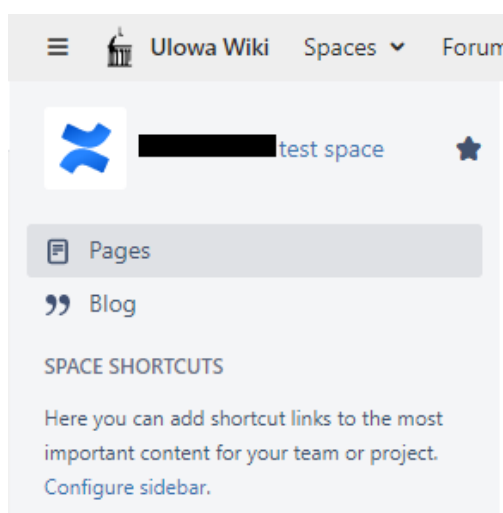 UIowa Wiki Spaces Forum
test space
Pages
Blog
SPACE SHORTCUTS
Here you can add shortcut links to the most
important content for your team or project.
Configure sidebar.